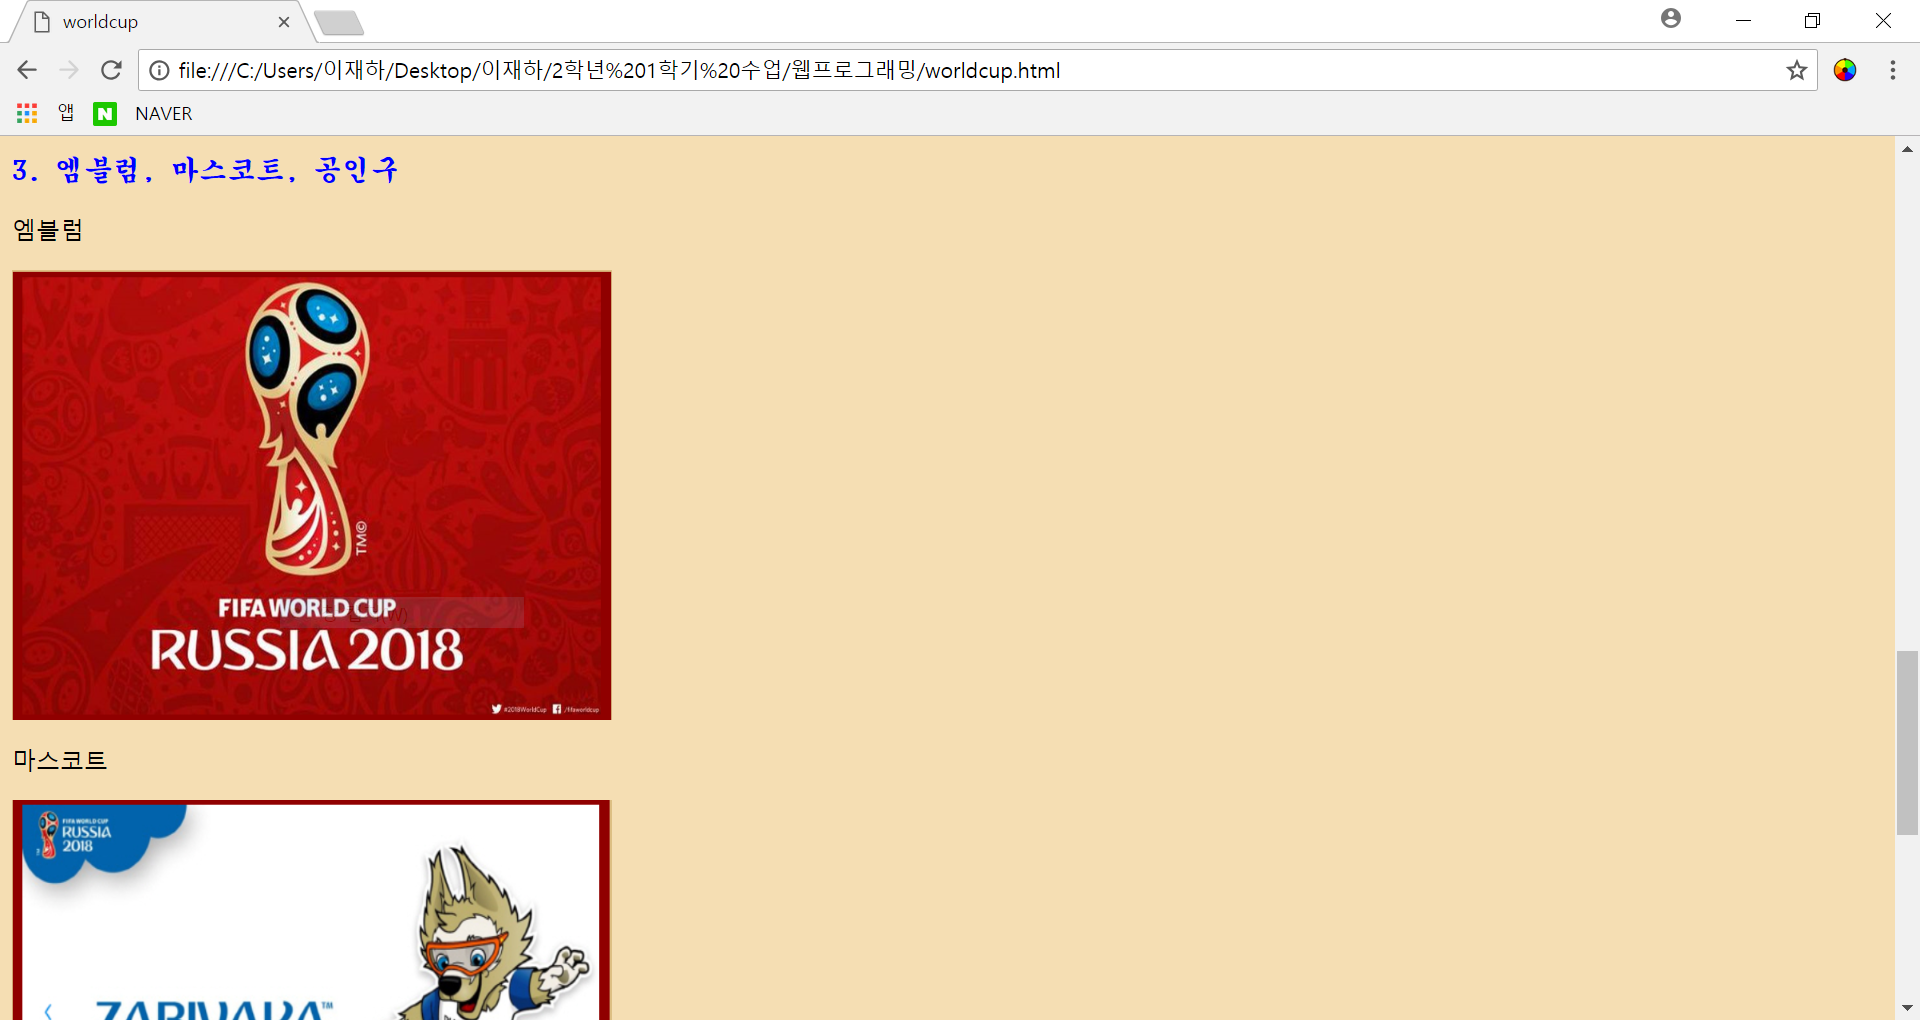 worldcup
file:///C:/Users/이재하/Desktop/이재하/2학년%201학기%20수업/웹프로그래밍/worldcup.html
앱 NAVER
3. 엠블럼, 마스코트, 공인구
엠블럼
TM©
FIFA WORLD CUP
RUSSIA 2018
#2018WorldCup /fifaworldcup
마스코트
FIFA WORLD CUP
RUSSIA
2018
ZABIVAKA™